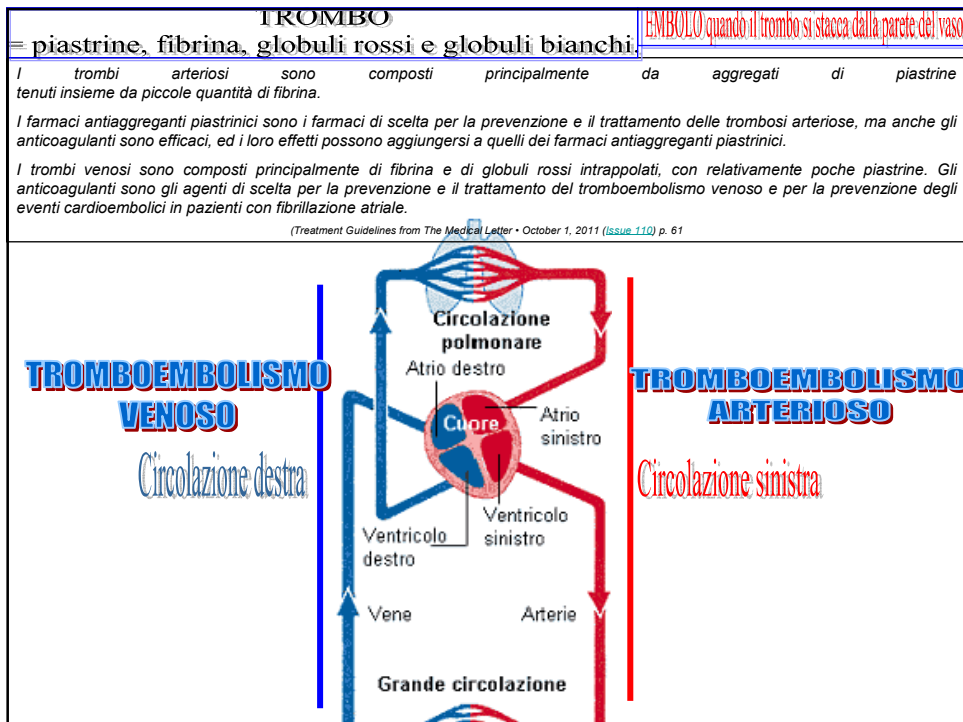 TROMBO
= piastrine, fibrina, globuli rossi e globuli bianchi.
EMBOLO quando il trombo si stacca dalla parete del vaso
I trombi arteriosi sono composti principalmente da aggregati di piastrine
tenuti insieme da piccole quantità di fibrina.
I farmaci antiaggreganti piastrinici sono i farmaci di scelta per la prevenzione e il trattamento delle trombosi arteriose, ma anche gli
anticoagulanti sono efficaci, ed i loro effetti possono aggiungersi a quelli dei farmaci antiaggreganti piastrinici.
I trombi venosi sono composti principalmente di fibrina e di globuli rossi intrappolati, con relativamente poche piastrine. Gli
anticoagulanti sono gli agenti di scelta per la prevenzione e il trattamento del tromboembolismo venoso e per la prevenzione degli
eventi cardioembolici in pazienti con fibrillazione atriale.
(Treatment Guidelines from The Medical Letter • October 1, 2011 (Issue 110) p. 61
Circolazione
polmonare
TROMBOEMBOLISMO
VENOSO
Circolazione destra
Atrio destro
Cuore
Atrio
sinistro
TROMBOEMBOLISMO
ARTERIOSO
Circolazione sinistra
Ventricolo
destro
Ventricolo
sinistro
Vene
Arterie
Grande circolazione